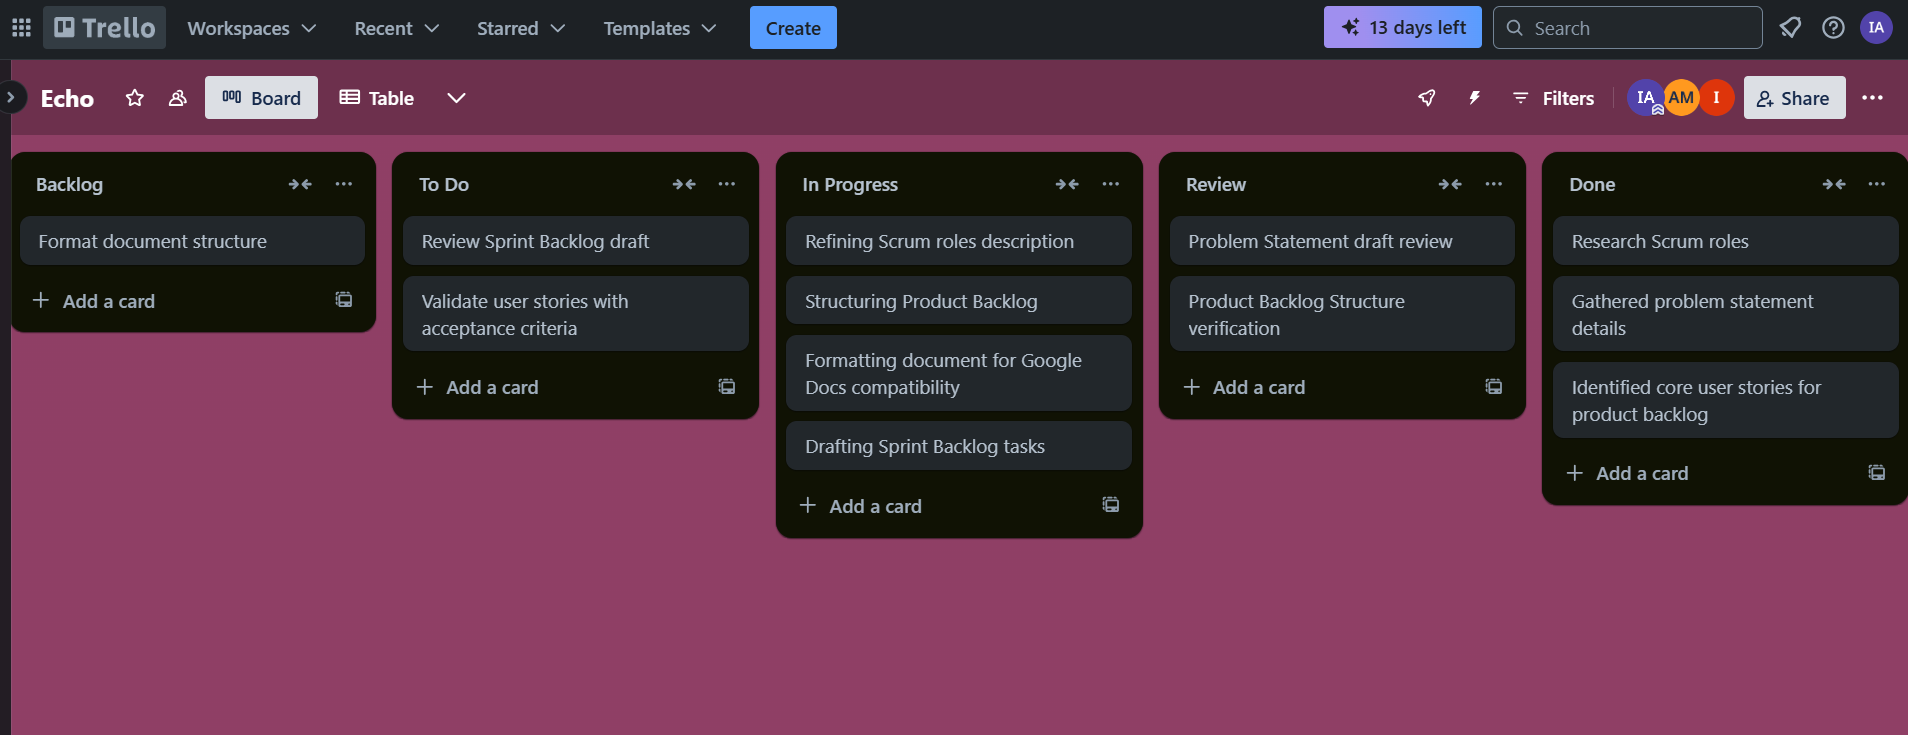 Trello Workspaces Recent Starred Templates Create 13 days left Search IA
Echo Board Table Filters IA AM I Share
Backlog
Format document structure
Add a card
To Do
Review Sprint Backlog draft
Validate user stories with
acceptance criteria
Add a card
In Progress
Refining Scrum roles description
Structuring Product Backlog
Formatting document for Google
Docs compatibility
Drafting Sprint Backlog tasks
Add a card
Review
Problem Statement draft review
Product Backlog Structure
verification
Add a card
Done
Research Scrum roles
Gathered problem statement
details
Identified core user stories for
product backlog
Add a card